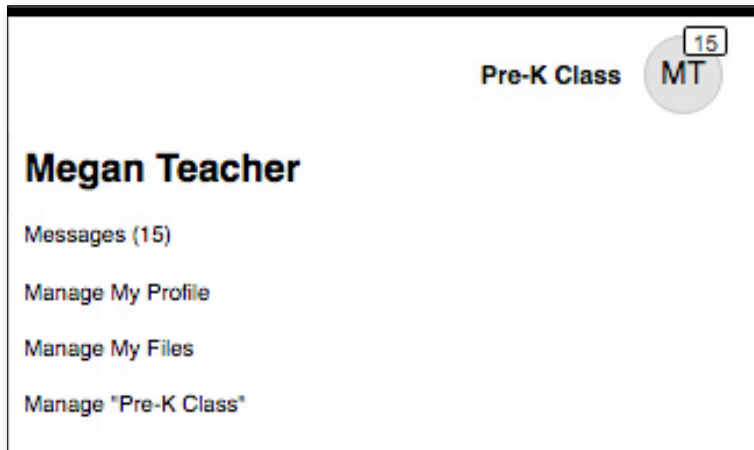 15
Pre-K Class MT
Megan Teacher
Messages (15)
Manage My Profile
Manage My Files
Manage "Pre-K Class"